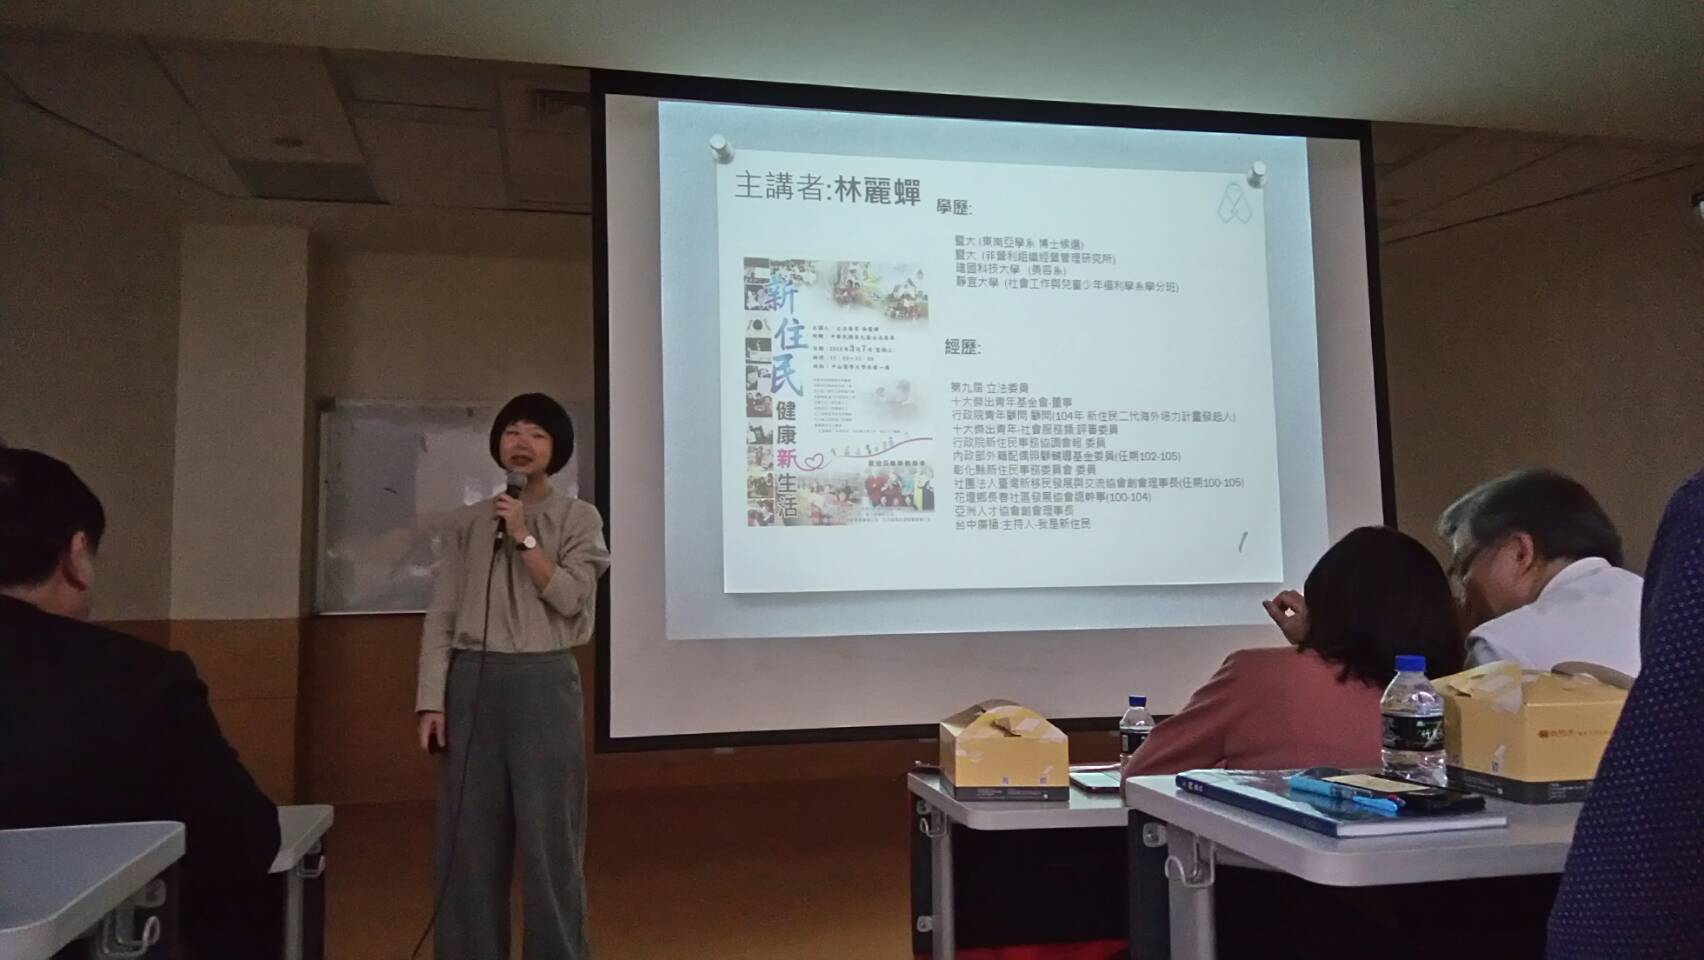 主講者:林麗蟬
學歷:
暨大 (東南亞學系 博士候選)
暨大 (非營利組織經營管理研究所)
建國科技大學 (美容系)
靜宜大學 (社會工作與兒童少年福利學系學分班)
新住民
健康新生活
經歷:
第九屆 立法委員
十大傑出青年基金會 董事
行政院青年顧問 顧問(104年 新住民二代海外培力計畫發起人)
十大傑出青年-社會服務類 評審委員
行政院新住民事務協調會報 委員
內政部外籍配偶照顧輔導基金委員(任期102-105)
彰化縣新住民事務委員會 委員
社團法人臺灣新移民發展與交流協會創會理事長(任期100-105)
花壇鄉長春社區發展協會總幹事(100-104)
亞洲人才協會創會理事長
台中廣播:主持人-我是新住民